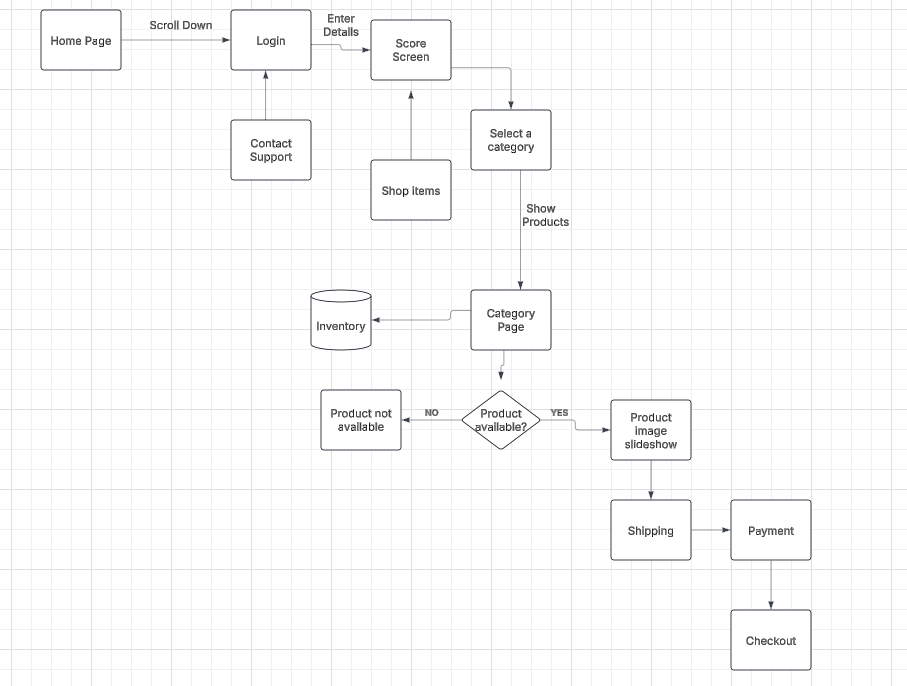 Home Page
Scroll Down
Login
Enter
Details
Score
Screen
Contact
Support
Shop items
Select a
category
Show
Products
Inventory
Category
Page
Product not
available
NO
Product
available?
YES
Product
image
slideshow
Shipping
Payment
Checkout